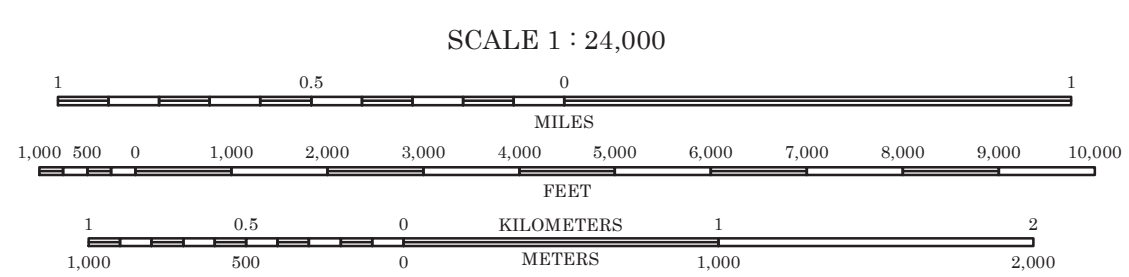 SCALE 1 : 24,000
1 0.5 0 1
MILES
1,000 500 0 1,000 2,000 3,000 4,000 5,000 6,000 7,000 8,000 9,000 10,000
FEET
1 0.5 0 KILOMETERS 1 2
1,000 500 0 METERS 1,000 2,000